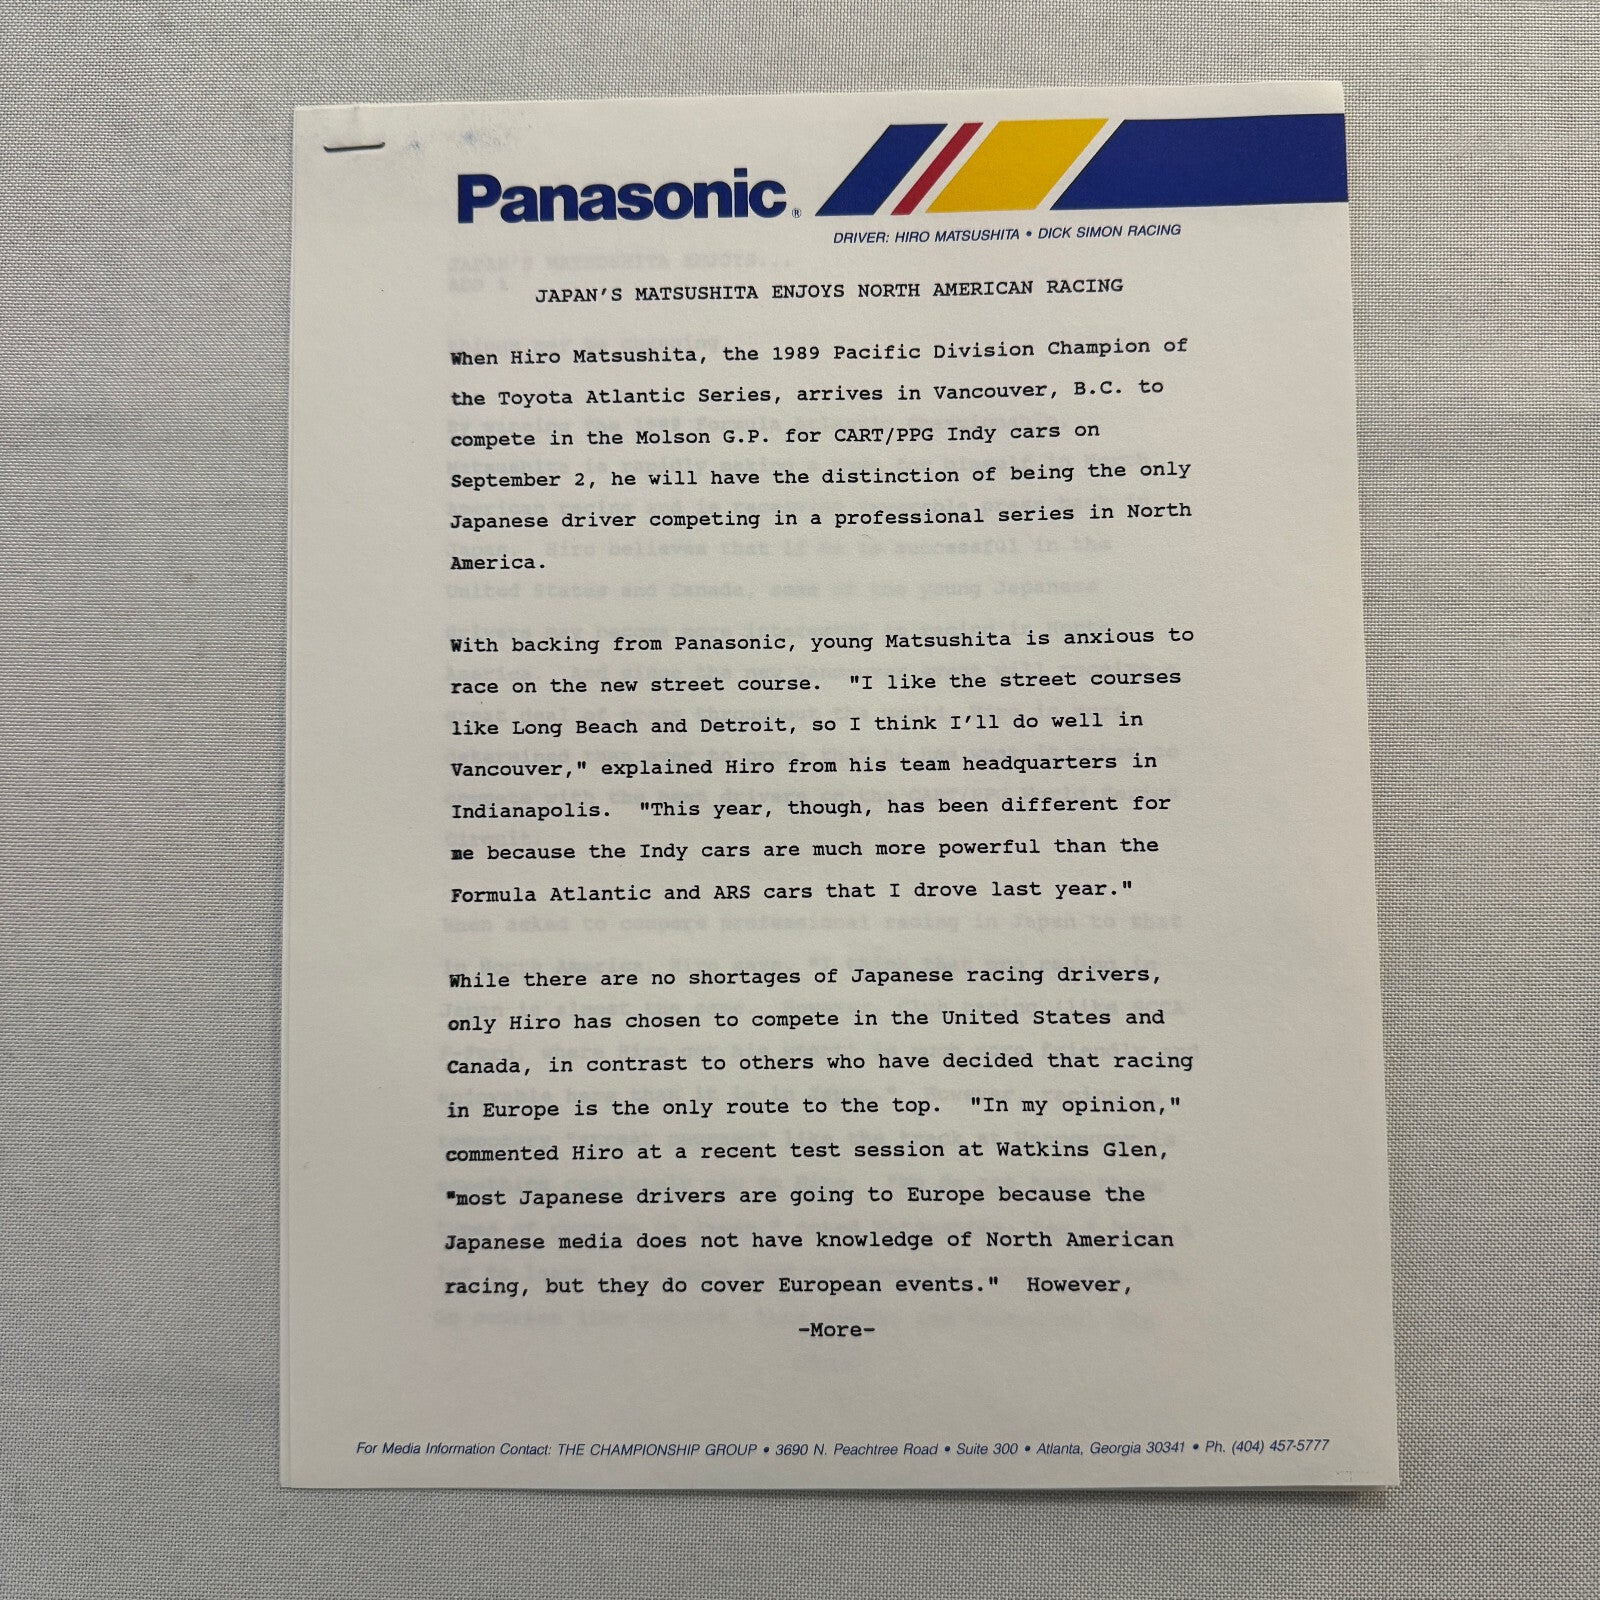 Panasonic®
DRIVER: HIRO MATSUSHITA • DICK SIMON RACING
JAPAN'S MATSUSHITA ENJOYS NORTH AMERICAN RACING
When Hiro Matsushita, the 1989 Pacific Division Champion of
the Toyota Atlantic Series, arrives in Vancouver, B.C. to
compete in the Molson G.P. for CART/PPG Indy cars on
September 2, he will have the distinction of being the only
Japanese driver competing in a professional series in North
America.
With backing from Panasonic, young Matsushita is anxious to
race on the new street course.  "I like the street courses
like Long Beach and Detroit, so I think I'll do well in
Vancouver," explained Hiro from his team headquarters in
Indianapolis.  "This year, though, has been different for
me because the Indy cars are much more powerful than the
Formula Atlantic and ARS cars that I drove last year."
While there are no shortages of Japanese racing drivers,
only Hiro has chosen to compete in the United States and
Canada, in contrast to others who have decided that racing
in Europe is the only route to the top.  "In my opinion,"
commented Hiro at a recent test session at Watkins Glen,
"most Japanese drivers are going to Europe because the
Japanese media does not have knowledge of North American
racing, but they do cover European events."  However,
-More-
For Media Information Contact: THE CHAMPIONSHIP GROUP • 3690 N. Peachtree Road • Suite 300 • Atlanta, Georgia 30341 • Ph. (404) 457-5777